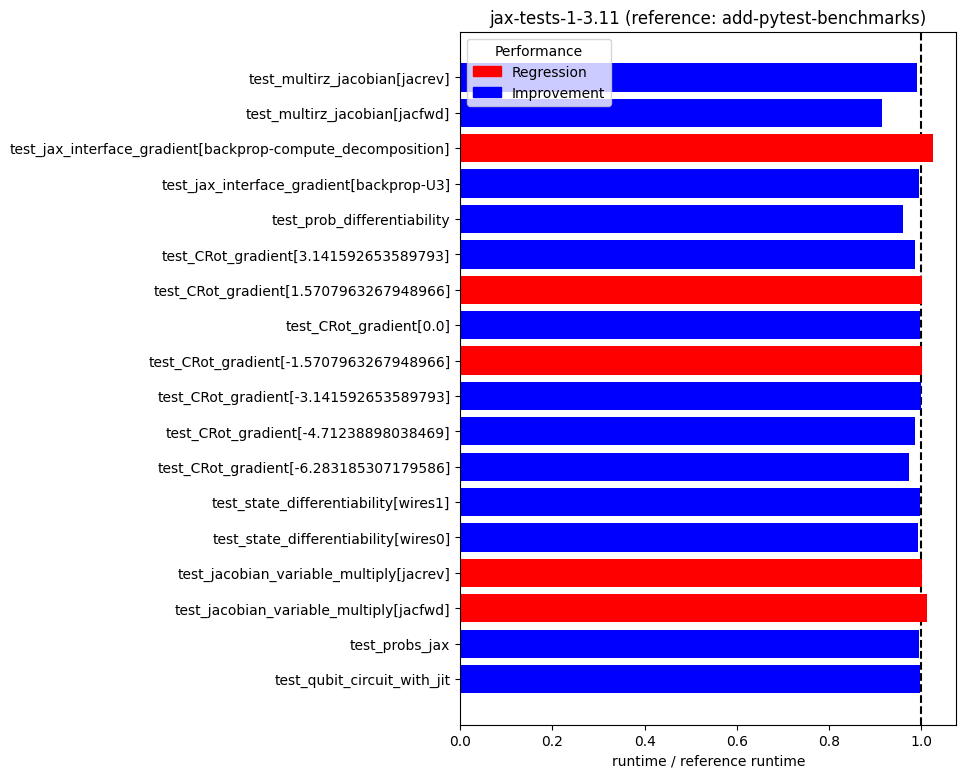 jax-tests-1-3.11 (reference: add-pytest-benchmarks)
Performance
Regression
Improvement
test_multirz_jacobian[jacrev]
test_multirz_jacobian[jacfwd]
test_jax_interface_gradient[backprop-compute_decomposition]
test_jax_interface_gradient[backprop-U3]
test_prob_differentiability
test_CRot_gradient[3.141592653589793]
test_CRot_gradient[1.5707963267948966]
test_CRot_gradient[0.0]
test_CRot_gradient[-1.5707963267948966]
test_CRot_gradient[-3.141592653589793]
test_CRot_gradient[-4.71238898038469]
test_CRot_gradient[-6.283185307179586]
test_state_differentiability[wires1]
test_state_differentiability[wires0]
test_jacobian_variable_multiply[jacrev]
test_jacobian_variable_multiply[jacfwd]
test_probs_jax
test_qubit_circuit_with_jit
0.0 0.2 0.4 0.6 0.8 1.0
runtime / reference runtime